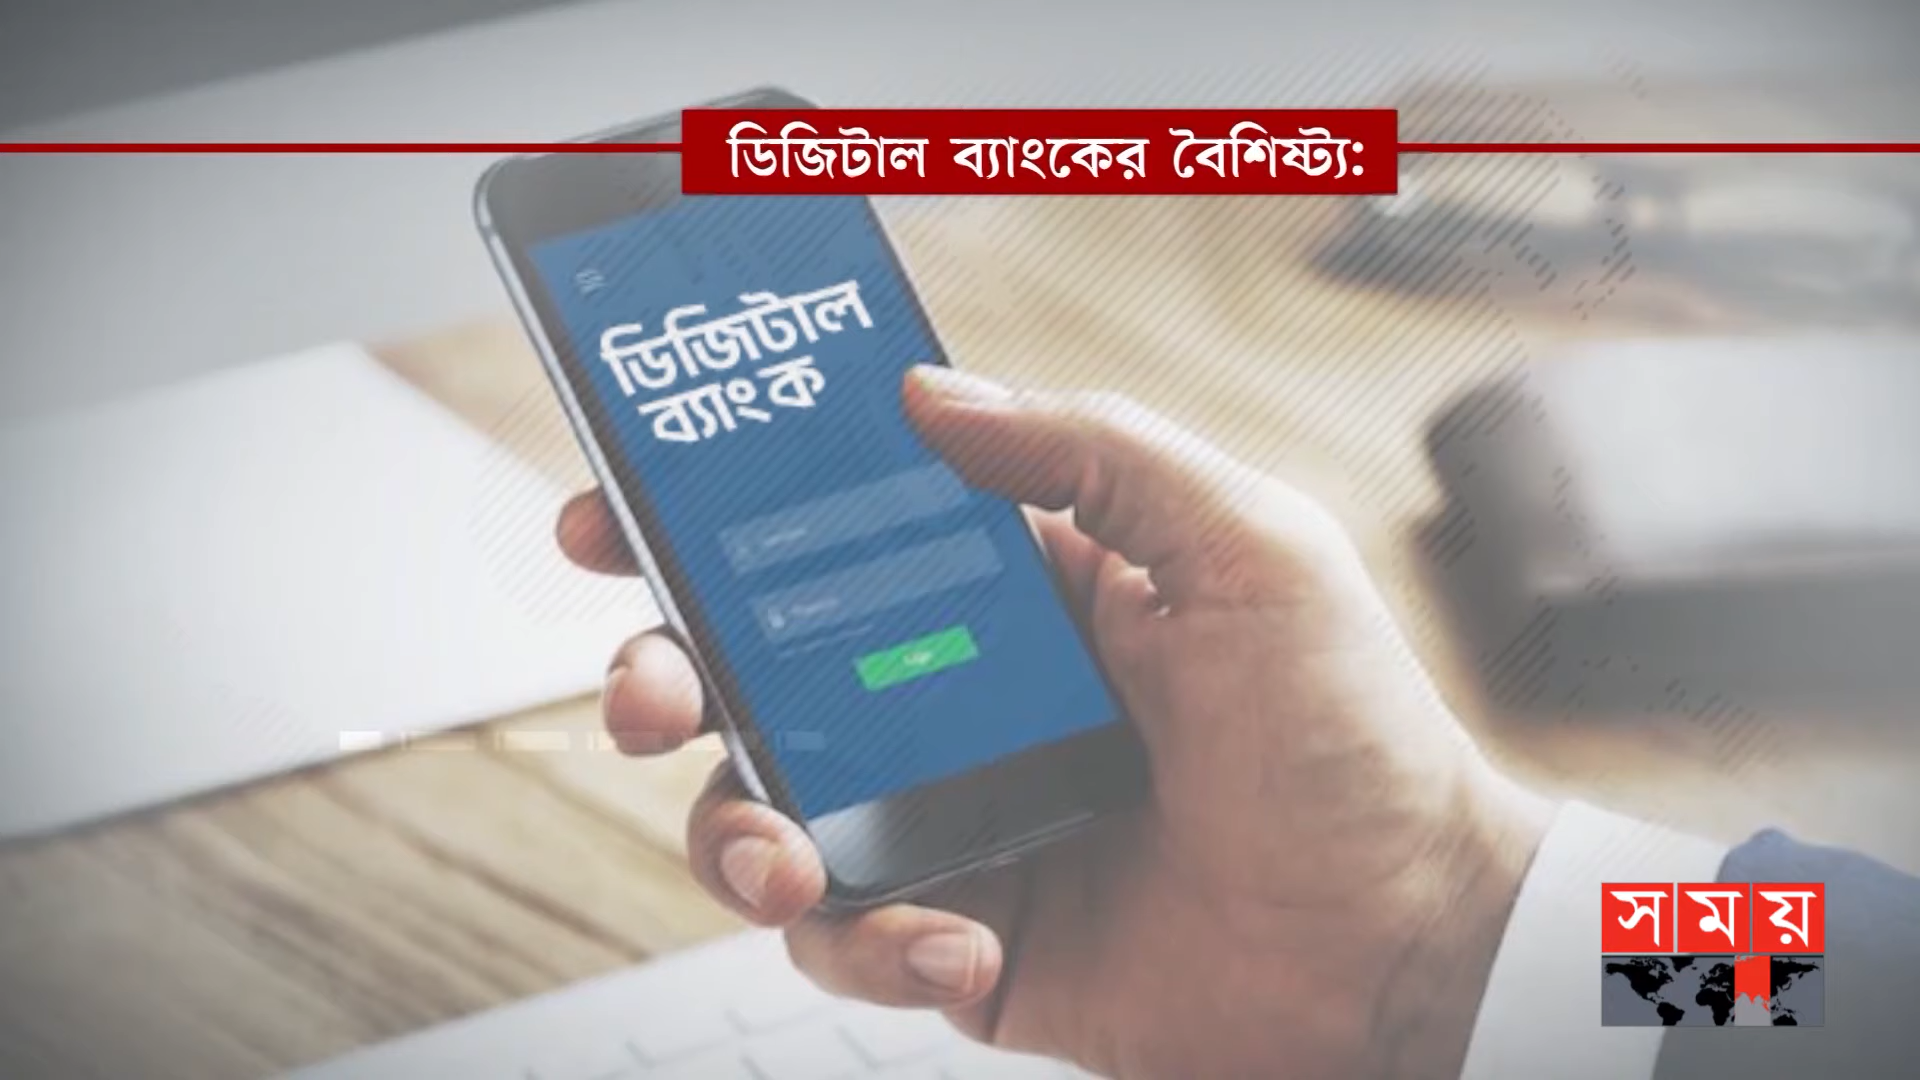 ডিজিটাল ব্যাংকের বৈশিষ্ট্য:
ডিজিটাল
ব্যাংক
সময়